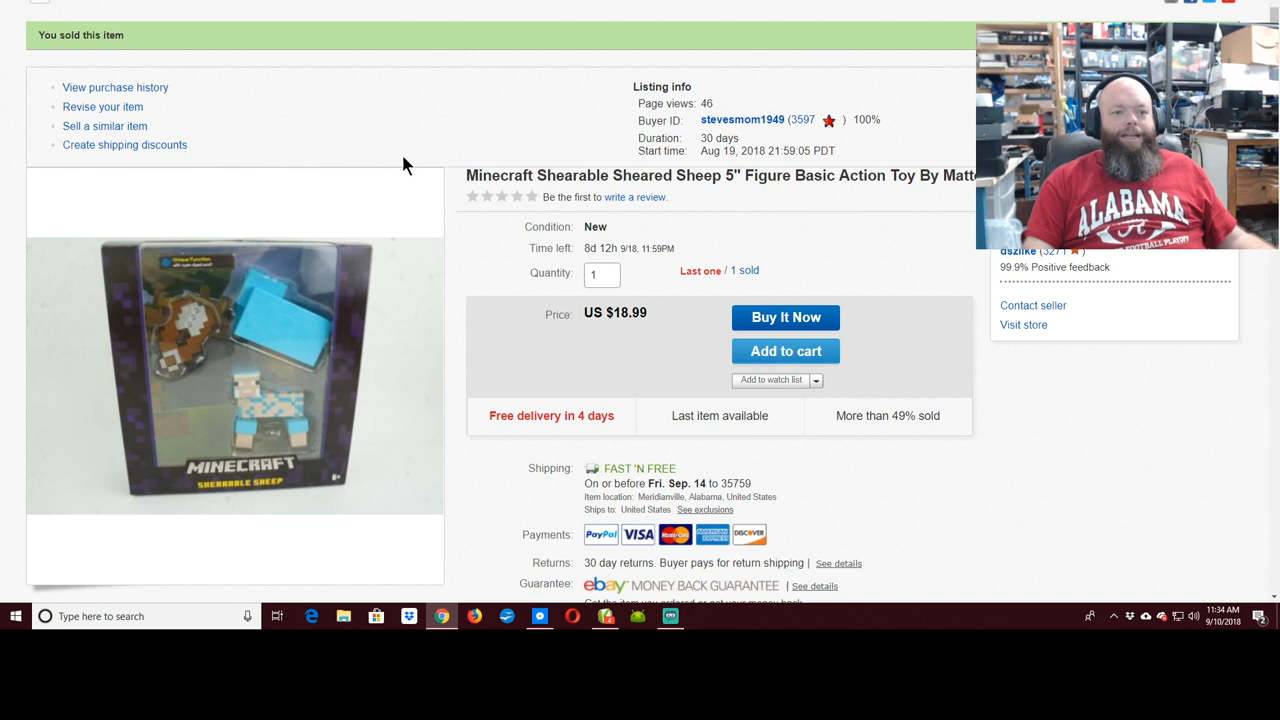 You sold this item
View purchase history
Revise your item
Sell a similar item
Create shipping discounts
Listing info
Page views: 46
Buyer ID: stevesmom1949 (3597 ) 100%
Duration: 30 days
Start time: Aug 19, 2018 21:59:05 PDT
Minecraft Shearable Sheared Sheep 5" Figure Basic Action Toy By Matt
Be the first to write a review.
Condition: New
Time left: 8d 12h 9/18, 11:59PM
Quantity: 1 Last one / 1 sold
Price: US $18.99
Buy It Now
Add to cart
Add to watch list
Free delivery in 4 days
Last item available
More than 49% sold
Shipping: FAST 'N FREE
On or before Fri. Sep. 14 to 35759
Item location: Meridianville, Alabama, United States
Ships to: United States See exclusions
Payments: PayPal VISA MasterCard AMERICAN EXPRESS DISCOVER
Returns: 30 day returns. Buyer pays for return shipping | See details
Guarantee: ebay MONEY BACK GUARANTEE | See details
99.9% Positive feedback
Contact seller
Visit store
MINECRAFT
SHEARABLE SHEEP
6+
ALABAMA
FOOTBALL
Type here to search
11:34 AM
9/10/2018
2